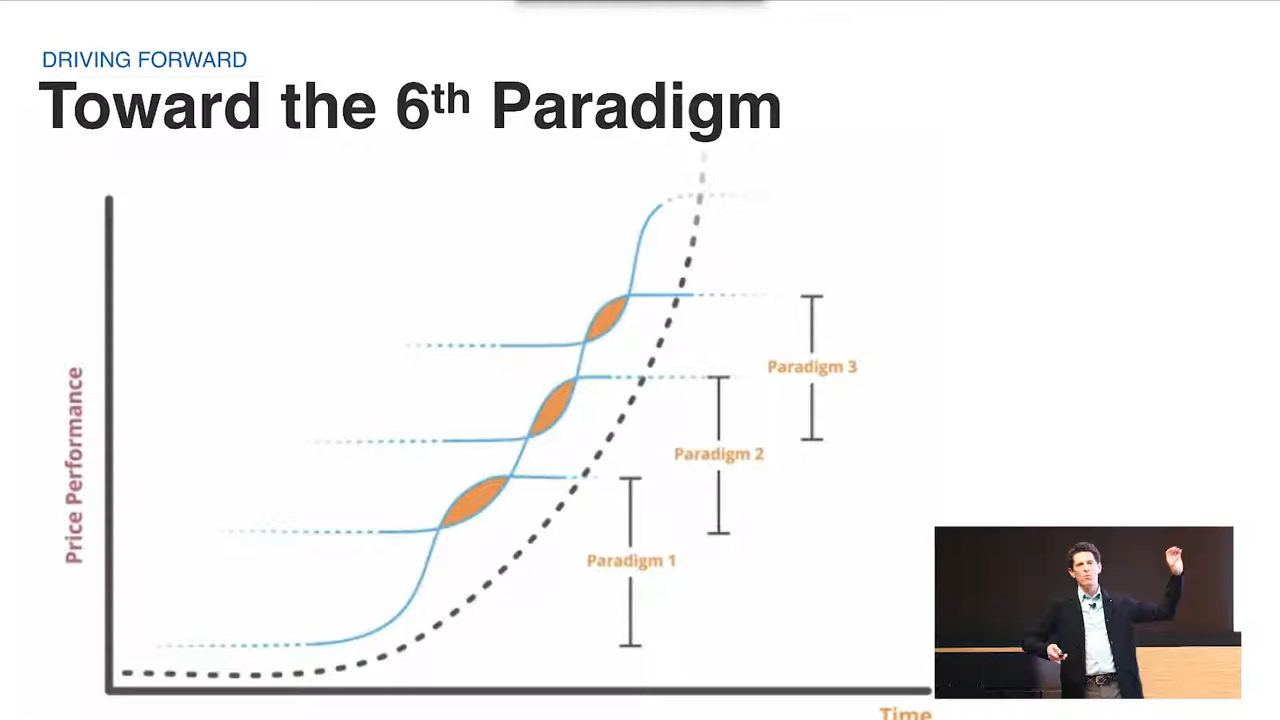 DRIVING FORWARD
Toward the 6th Paradigm
Price Performance
Paradigm 3
Paradigm 2
Paradigm 1
Time